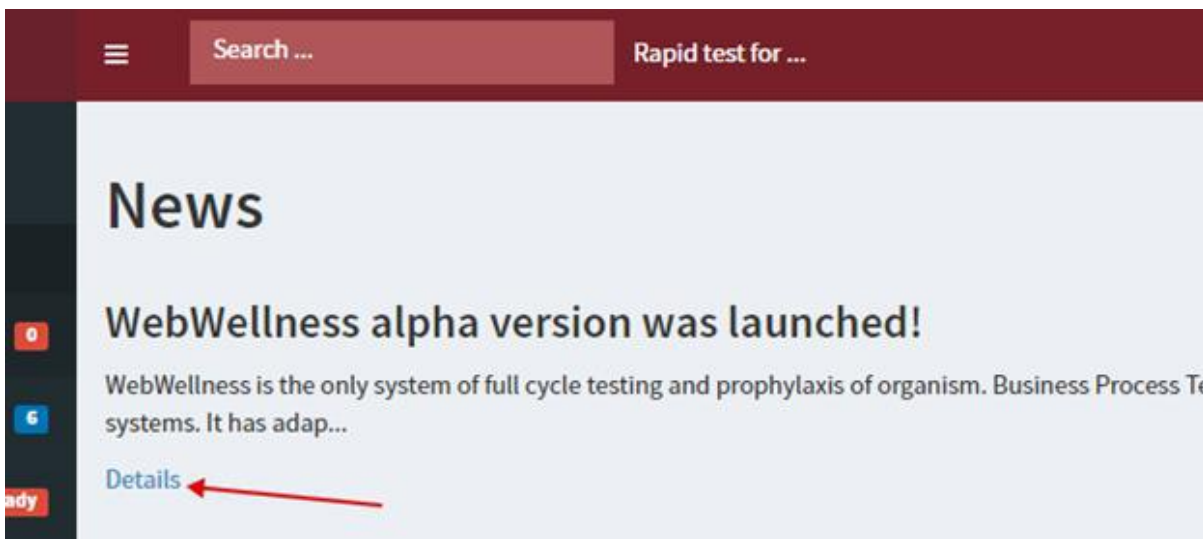 Search ...
Rapid test for ...
News
WebWellness alpha version was launched!
0
WebWellness is the only system of full cycle testing and prophylaxis of organism. Business Process Te
6
systems. It has adap...
Details
ady